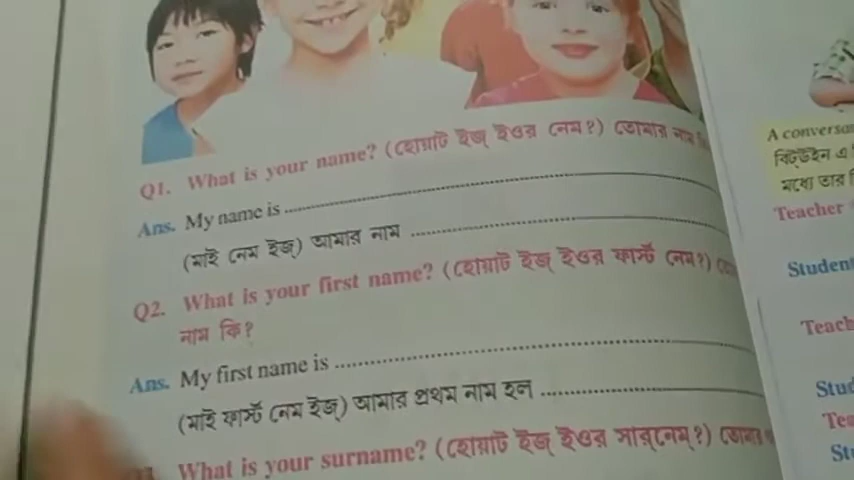 Q1. What is your name? (হোয়াট ইজ্ ইওর নেম?) তোমার নাম
Ans. My name is
(মাই নেম ইজ্) আমার নাম
Q2. What is your first name? (হোয়াট ইজ্ ইওর ফার্স্ট নেম?)
নাম কি?
Ans. My first name is
(মাই ফার্স্ট নেম ইজ্) আমার প্রথম নাম হল
What is your surname? (হোয়াট ইজ্ ইওর সার্‌নেম্?) তোমার
A conversa
বিট্‌উইন এ
মধ্যে তার
Teacher
Student
Teach
Stud
Tea
St